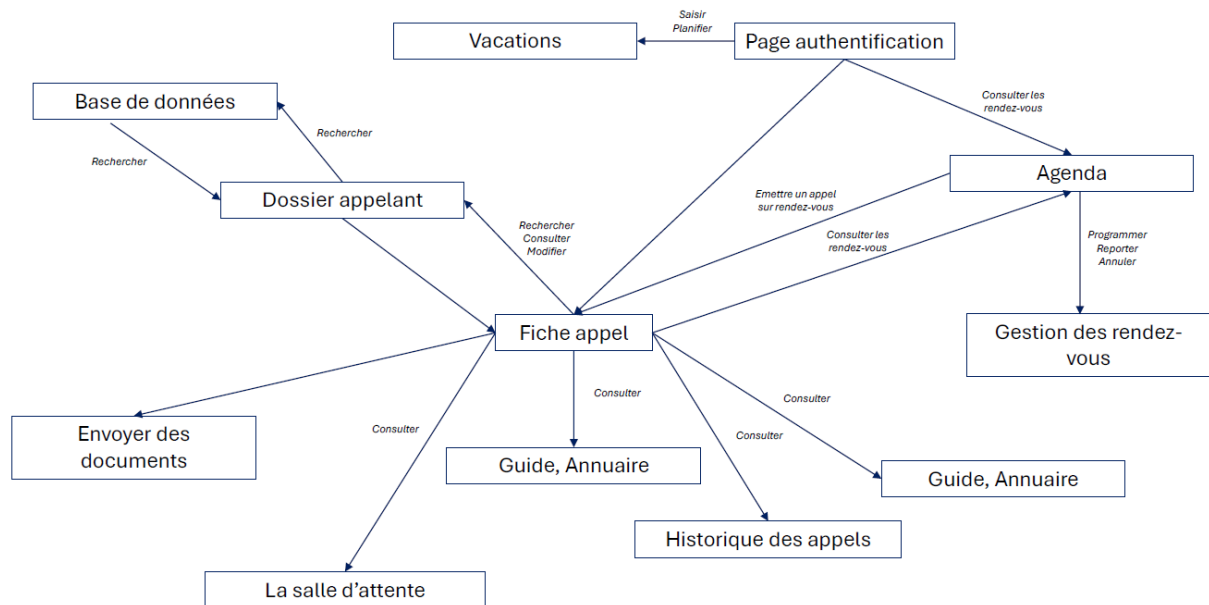 Saisir
Planifier
Vacations
Page authentification
Base de données
Consulter les
rendez-vous
Rechercher
Rechercher
Agenda
Dossier appelant
Emettre un appel
sur rendez-vous
Rechercher
Consulter
Modifier
Consulter les
rendez-vous
Programmer
Reporter
Annuler
Fiche appel
Gestion des rendez-
vous
Consulter
Consulter
Envoyer des
documents
Consulter
Consulter
Guide, Annuaire
Guide, Annuaire
Historique des appels
La salle d'attente